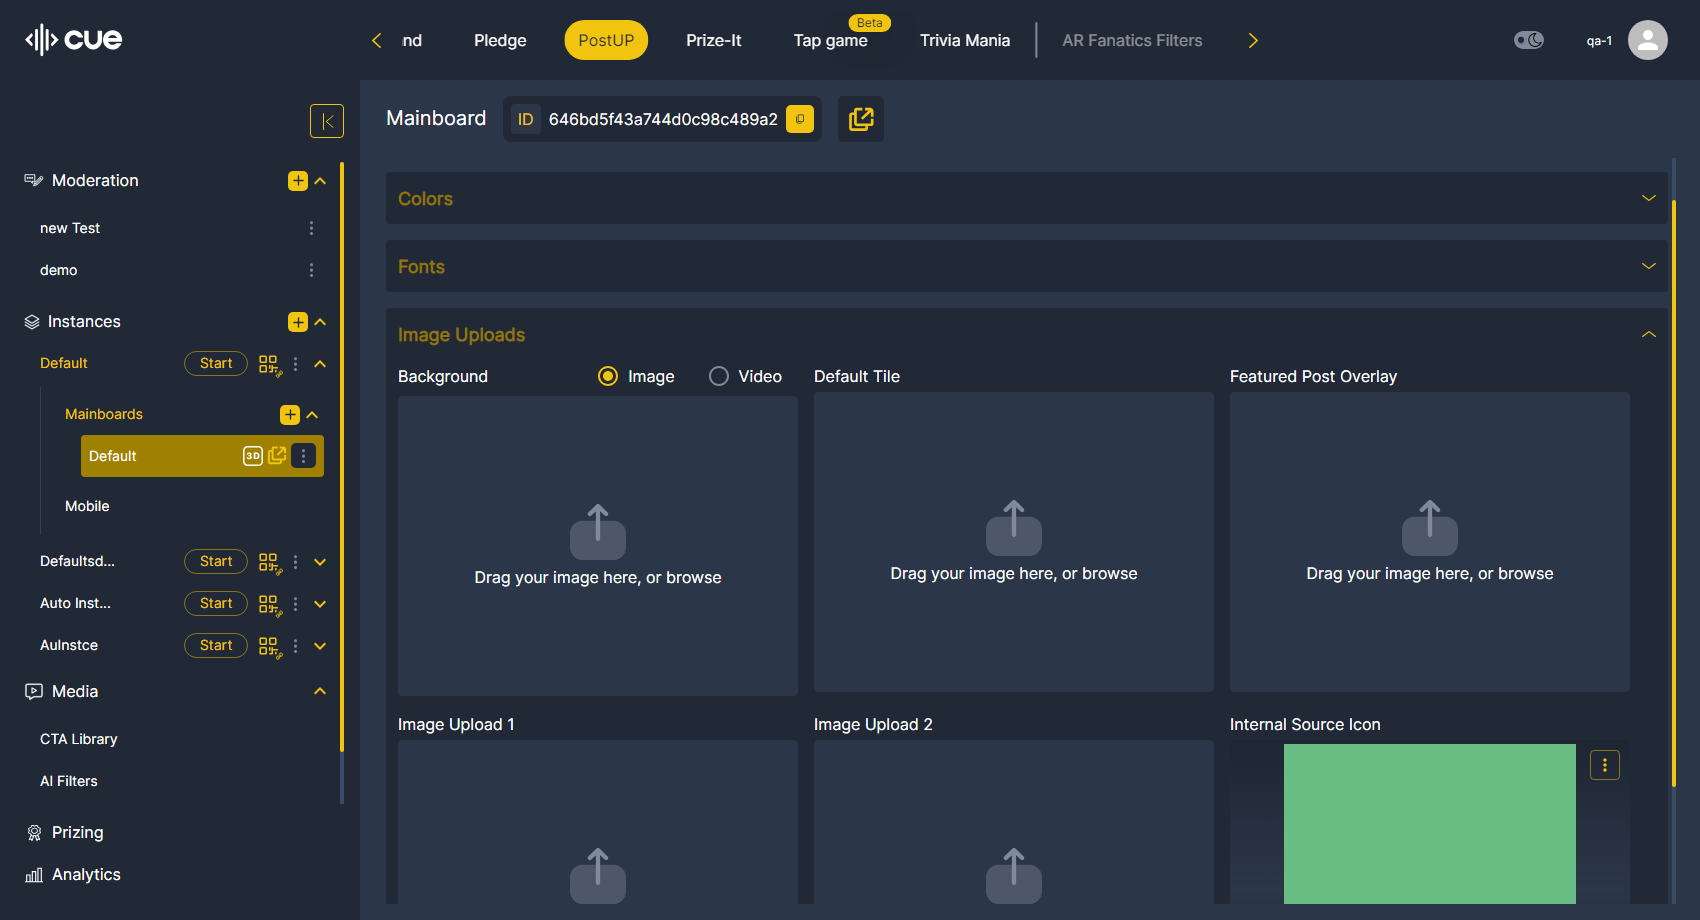 cue
nd
Pledge
PostUP
Prize-It
Beta
Tap game
Trivia Mania
AR Fanatics Filters
qa-1
Mainboard
ID
646bd5f43a744d0c98c489a2
Moderation
new Test
demo
Instances
Default
Start
Mainboards
Default
3D
Mobile
Defaultsd...
Start
Auto Inst...
Start
AuInstce
Start
Media
CTA Library
AI Filters
Prizing
Analytics
Colors
Fonts
Image Uploads
Background
Image
Video
Default Tile
Featured Post Overlay
Drag your image here, or browse
Drag your image here, or browse
Drag your image here, or browse
Image Upload 1
Image Upload 2
Internal Source Icon